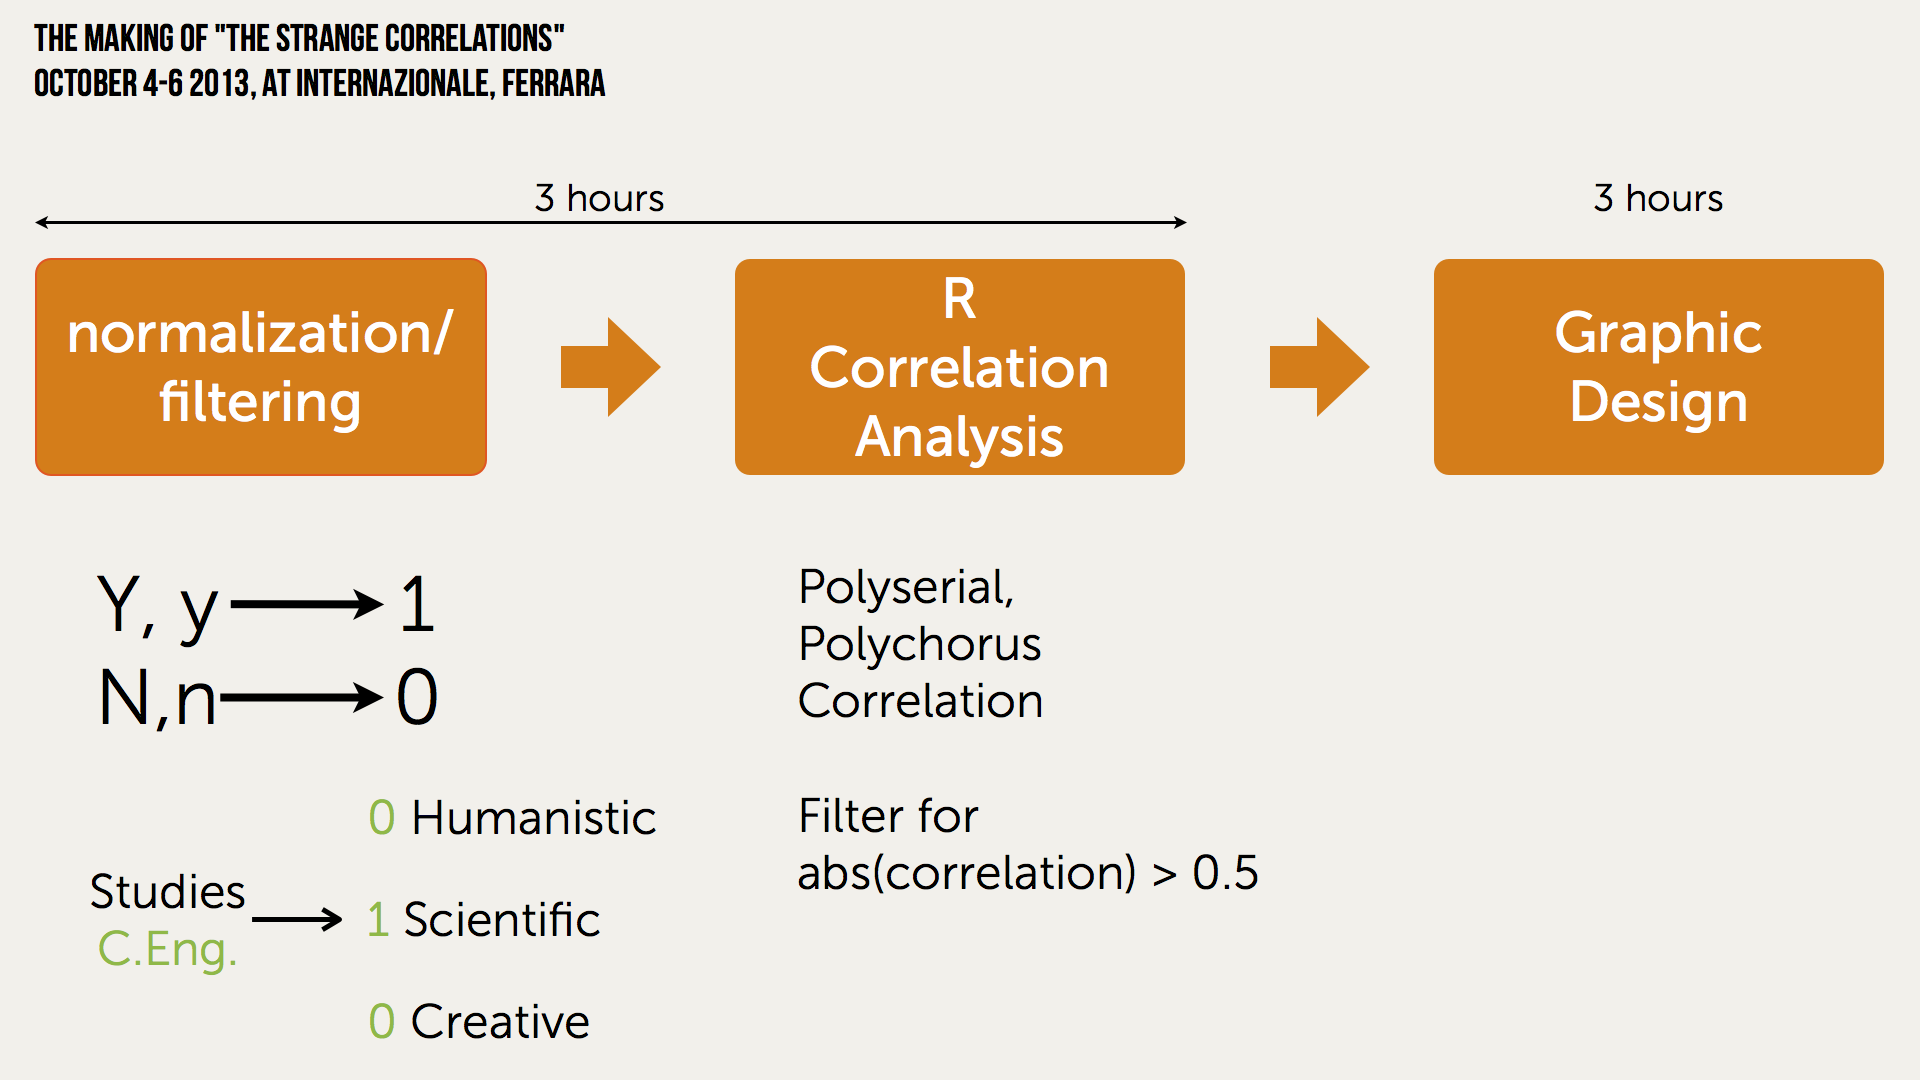 THE MAKING OF "THE STRANGE CORRELATIONS"
OCTOBER 4-6 2013, AT INTERNAZIONALE, FERRARA
3 hours
3 hours
normalization/
filtering
R
Correlation
Analysis
Graphic
Design
Y, y 1
N,n 0
Studies
C.Eng.
0 Humanistic
1 Scientific
0 Creative
Polyserial,
Polychorus
Correlation
Filter for
abs(correlation) > 0.5